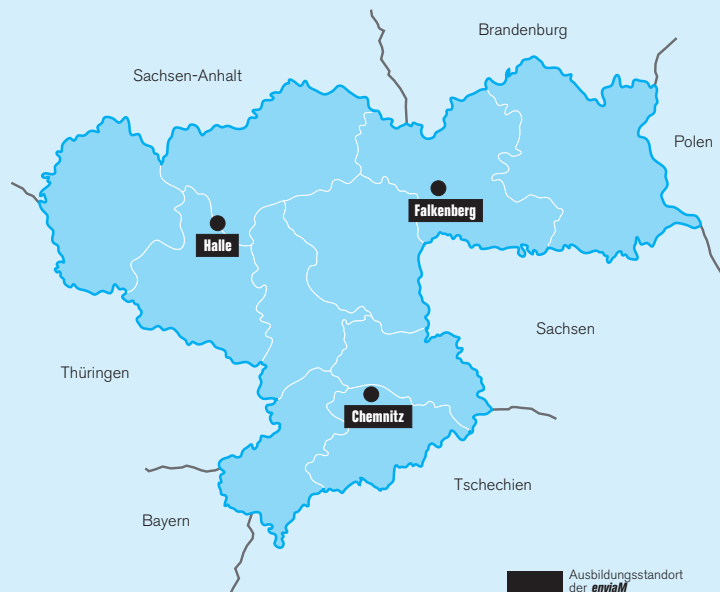 Brandenburg
Sachsen-Anhalt
Polen
Falkenberg
Halle
Sachsen
Thüringen
Chemnitz
Tschechien
Bayern
Ausbildungsstandort
der enviaM